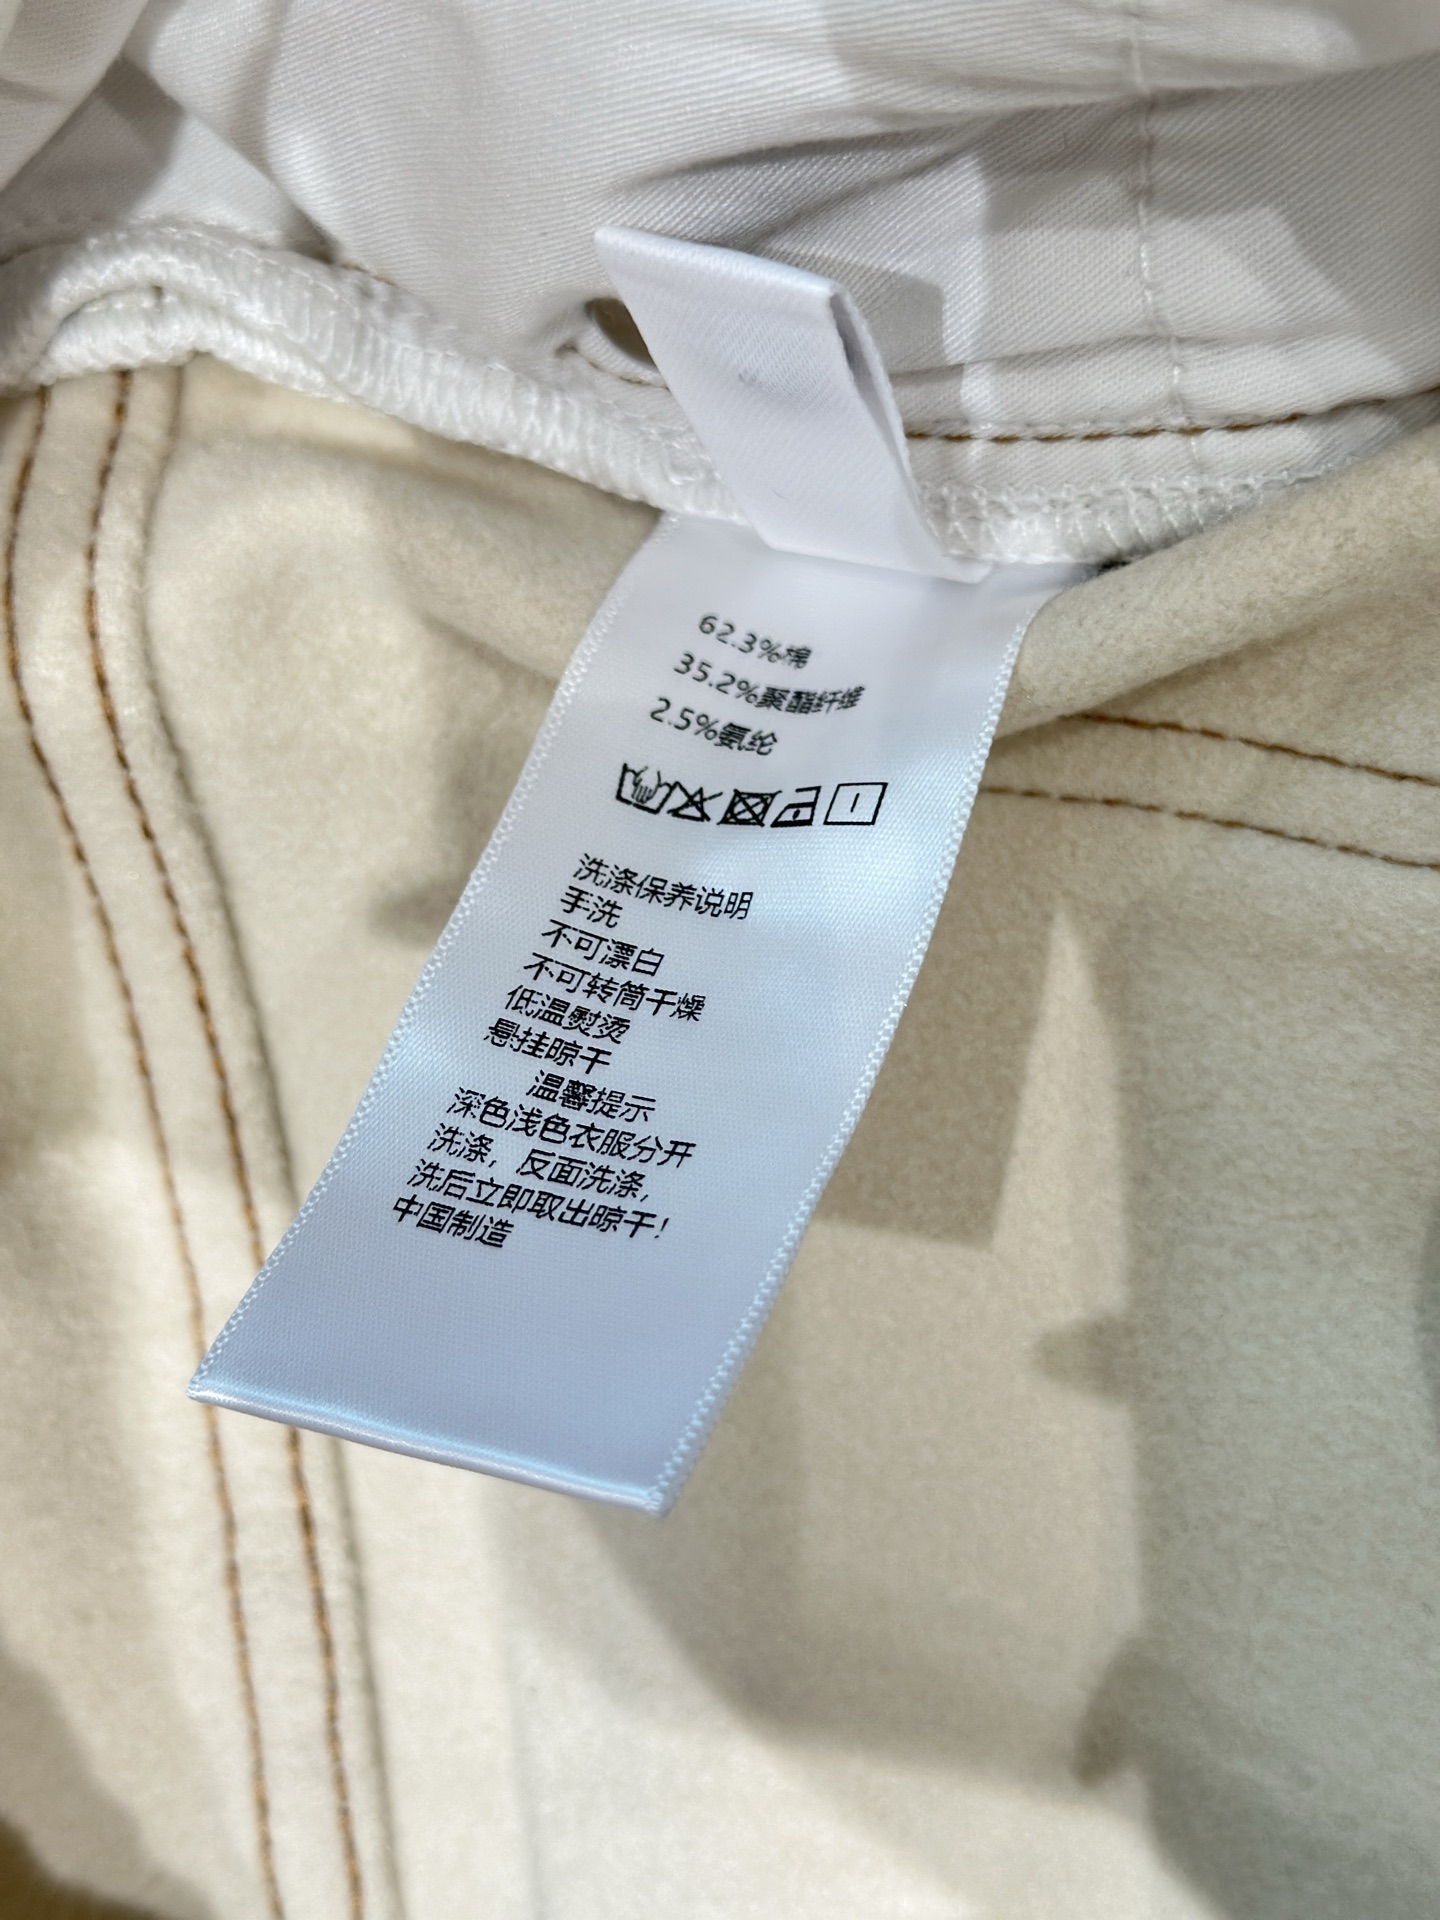 62.3%棉
35.2%聚酯纤维
2.5%氨纶
洗涤保养说明
手洗
不可漂白
不可转筒干燥
低温熨烫
悬挂晾干
温馨提示
深色浅色衣服分开
洗涤，反面洗涤，
洗后立即取出晾干！
中国制造